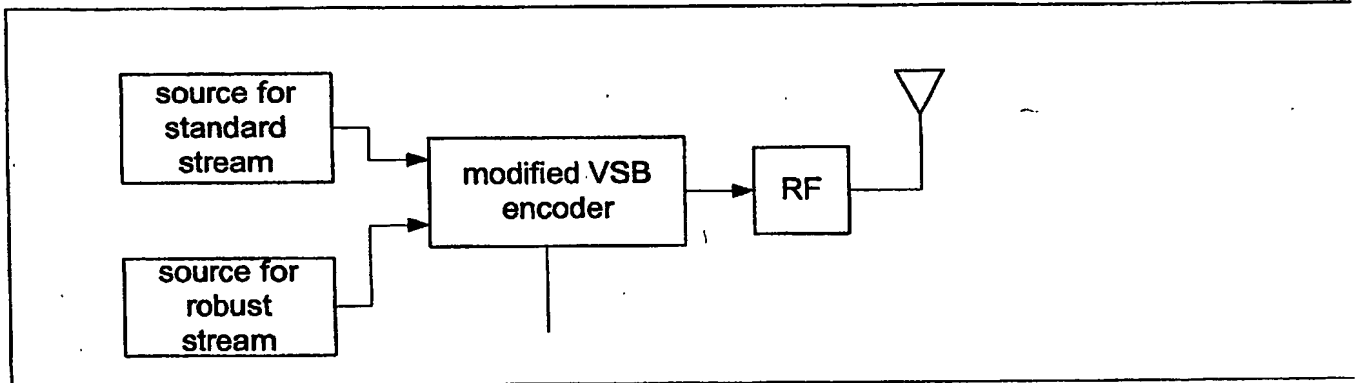 source for
standard
stream
modified VSB
encoder
RF
source for
robust
stream